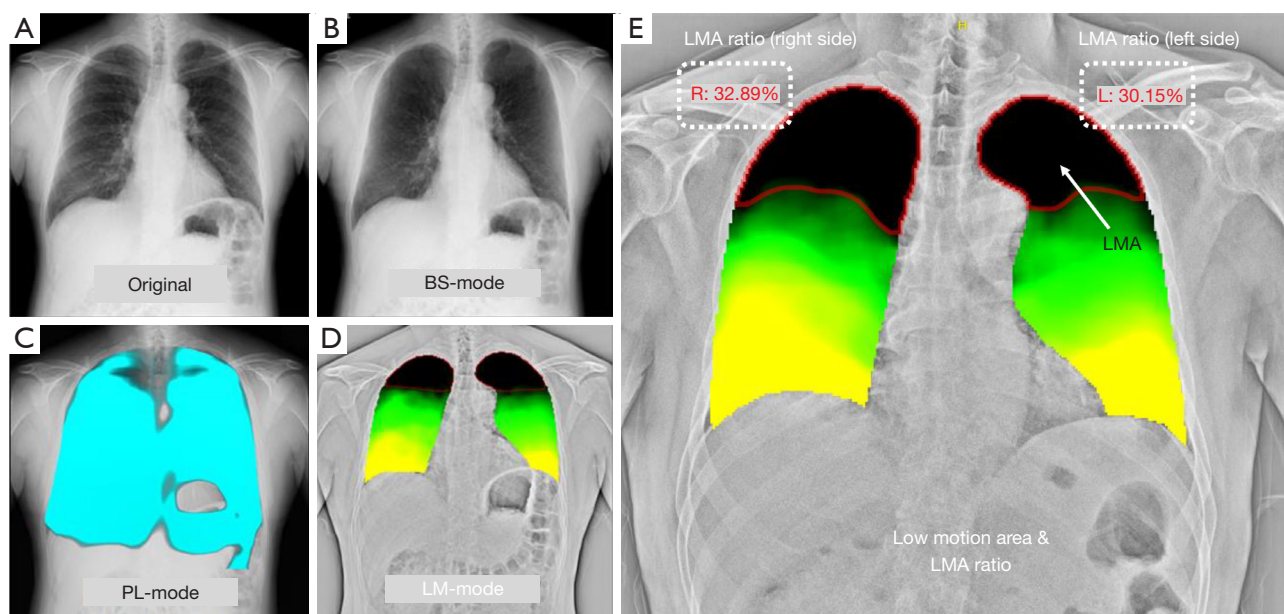 A
Original
B
BS-mode
C
PL-mode
D
LM-mode
E
H
LMA ratio (right side)
R: 32.89%
LMA ratio (left side)
L: 30.15%
LMA
Low motion area &
LMA ratio